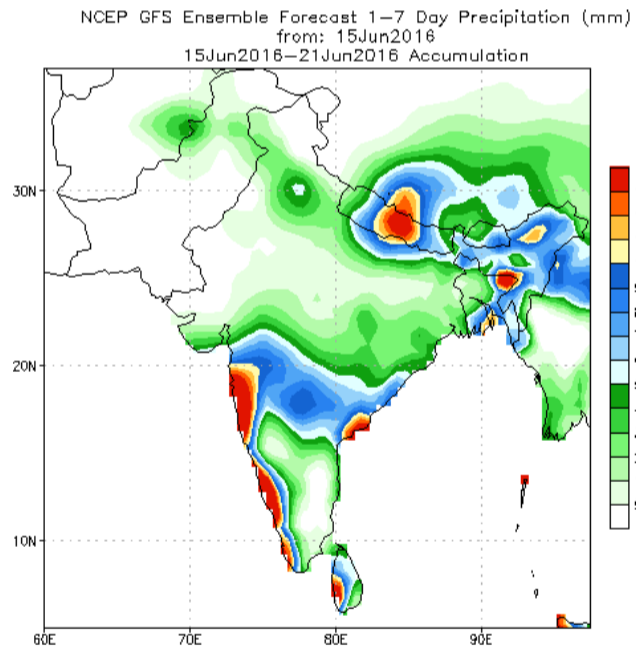 NCEP GFS Ensemble Forecast 1-7 Day Precipitation (mm)
from: 15Jun2016
15Jun2016-21Jun2016 Accumulation
30N
20N
10N
60E
70E
80E
90E